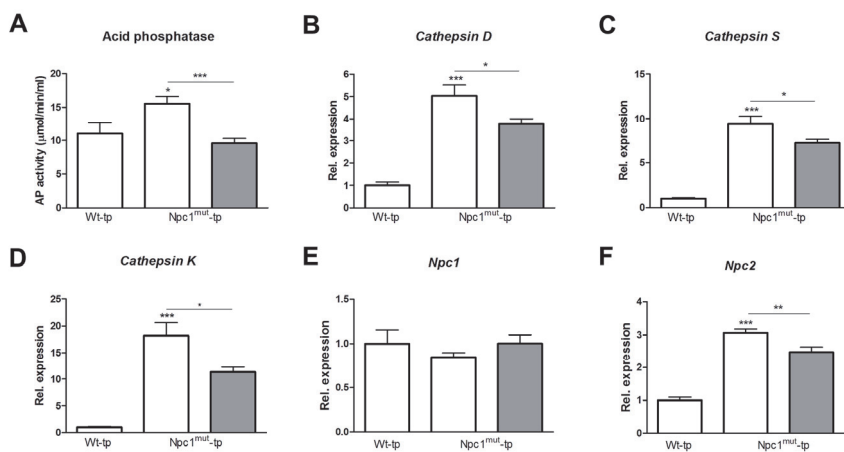 A
Acid phosphatase
AP activity (µmol/min/ml)
20
15
10
5
0
*
***
Wt-tp
Npc1mut-tp
B
Cathepsin D
Rel. expression
6
5
4
3
2
1
0
***
*
Wt-tp
Npc1mut-tp
C
Cathepsin S
Rel. expression
15
10
5
0
***
*
Wt-tp
Npc1mut-tp
D
Cathepsin K
Rel. expression
25
20
15
10
5
0
***
*
Wt-tp
Npc1mut-tp
E
Npc1
Rel. expression
1.5
1.0
0.5
0.0
Wt-tp
Npc1mut-tp
F
Npc2
Rel. expression
4
3
2
1
0
***
**
Wt-tp
Npc1mut-tp